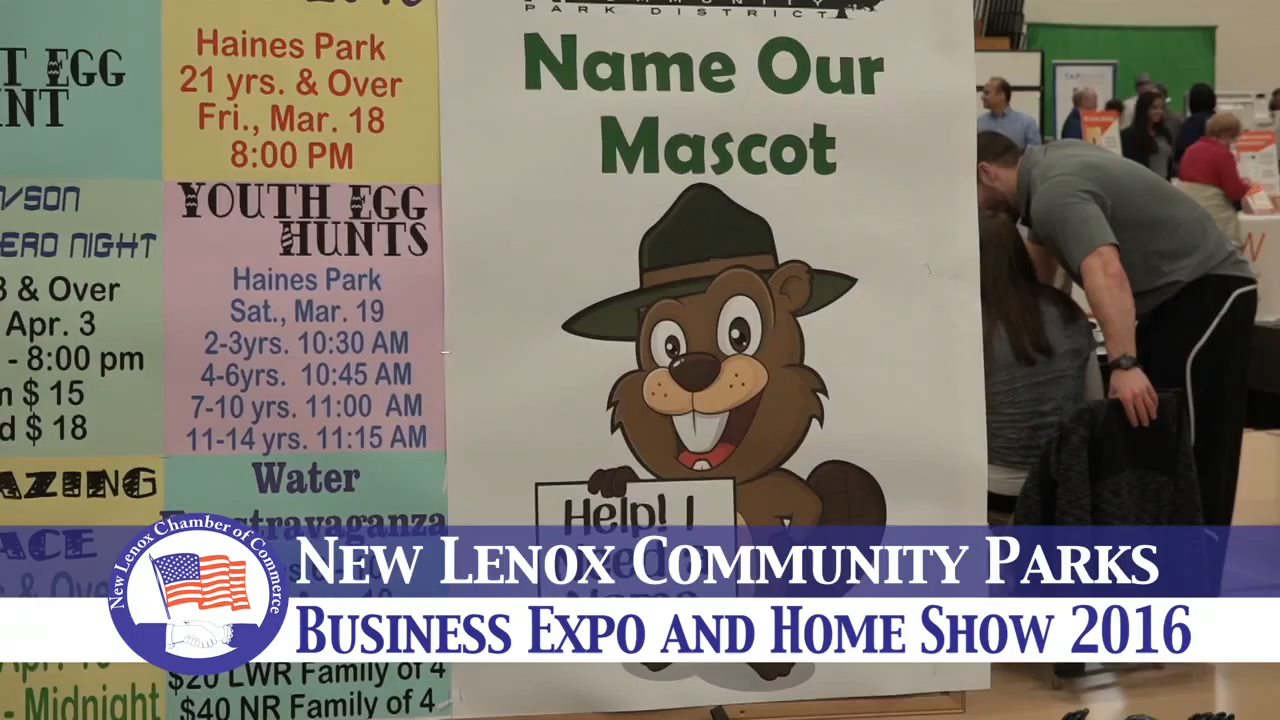 T EGG
NT
N/SON
ERO NIGHT
8 & Over
Apr. 3
- 8:00 pm
$ 15
d $ 18
AZING
ACE
& Over
- Midnight
Haines Park
21 yrs. & Over
Fri., Mar. 18
8:00 PM
YOUTH EGG
HUNTS
Haines Park
Sat., Mar. 19
2-3yrs. 10:30 AM
4-6yrs. 10:45 AM
7-10 yrs. 11:00 AM
11-14 yrs. 11:15 AM
Water
$20 LWR Family of 4
$40 NR Family of 4
PARK DISTRICT
Name Our
Mascot
Help! I
Need a
Name
New Lenox Chamber of Commerce
New Lenox Community Parks
Business Expo and Home Show 2016